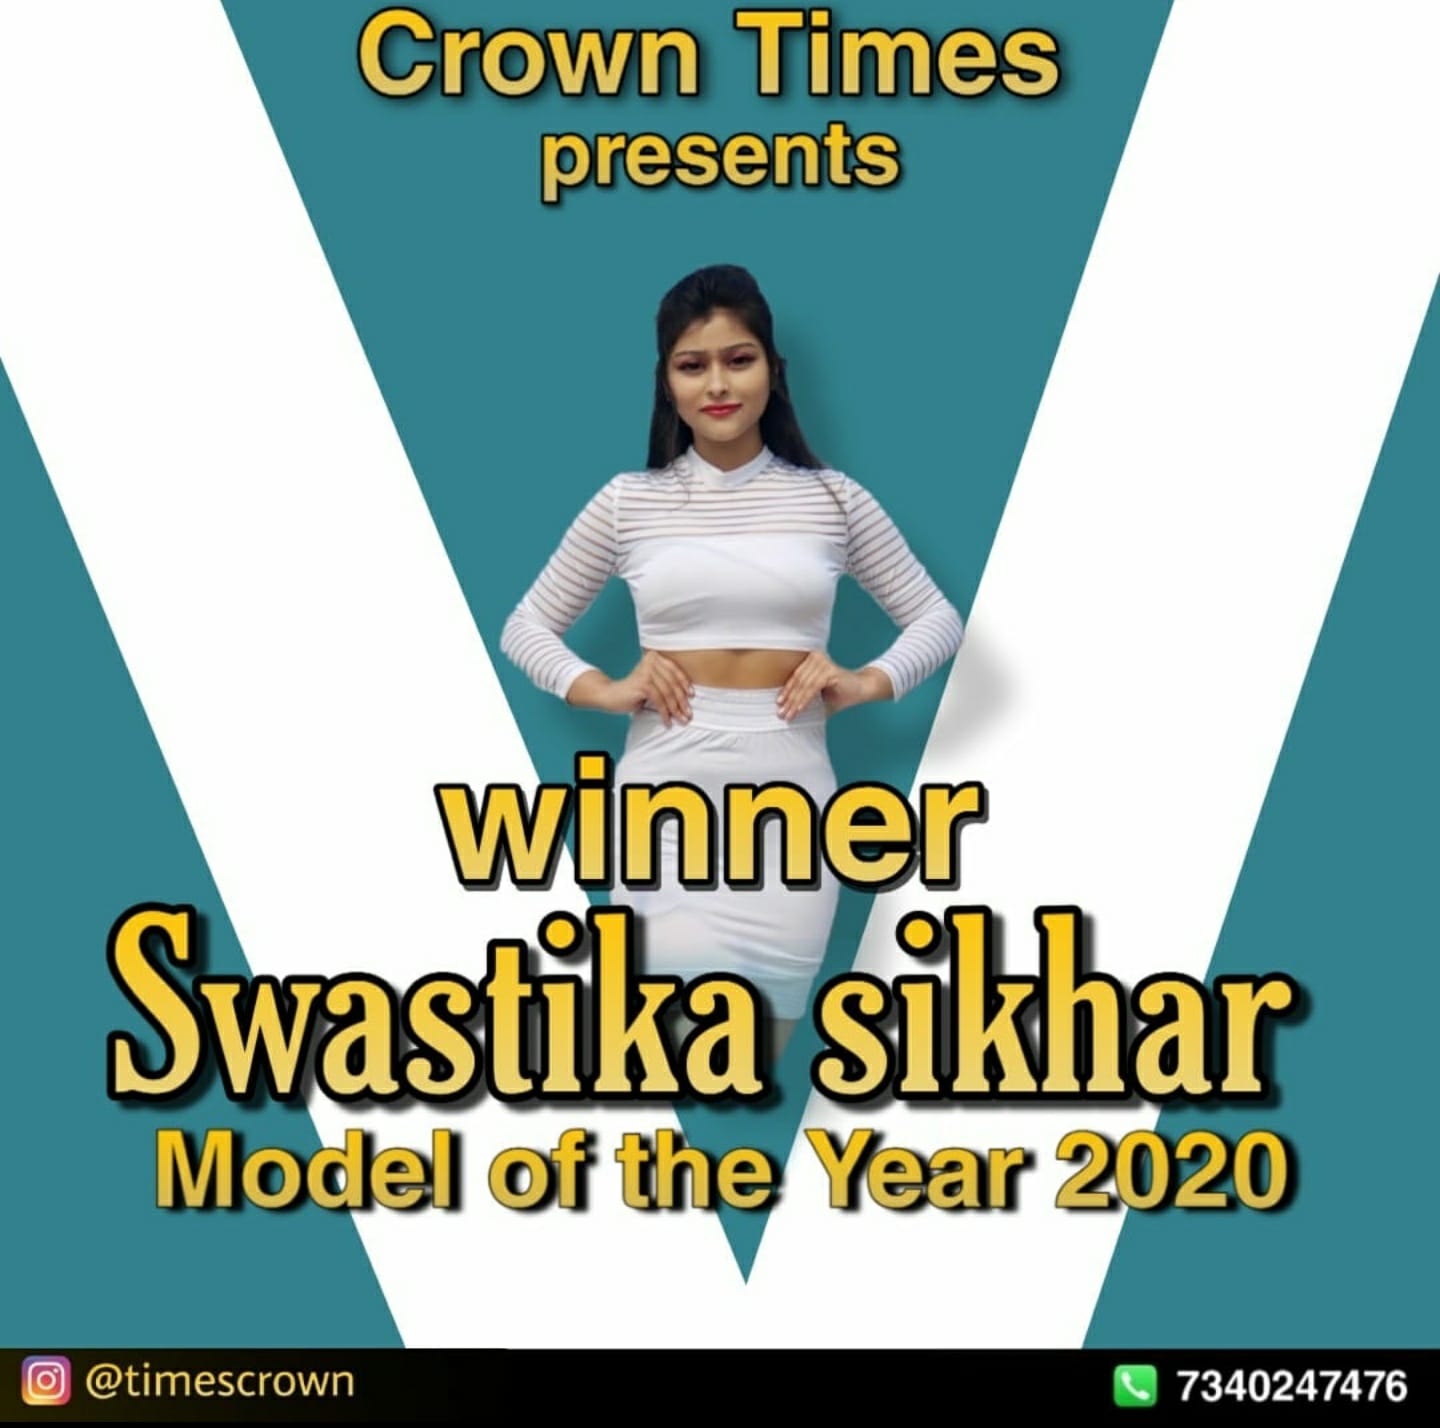 Crown Times
presents
winner
Swastika sikhar
Model of the Year 2020
@timescrown
7340247476